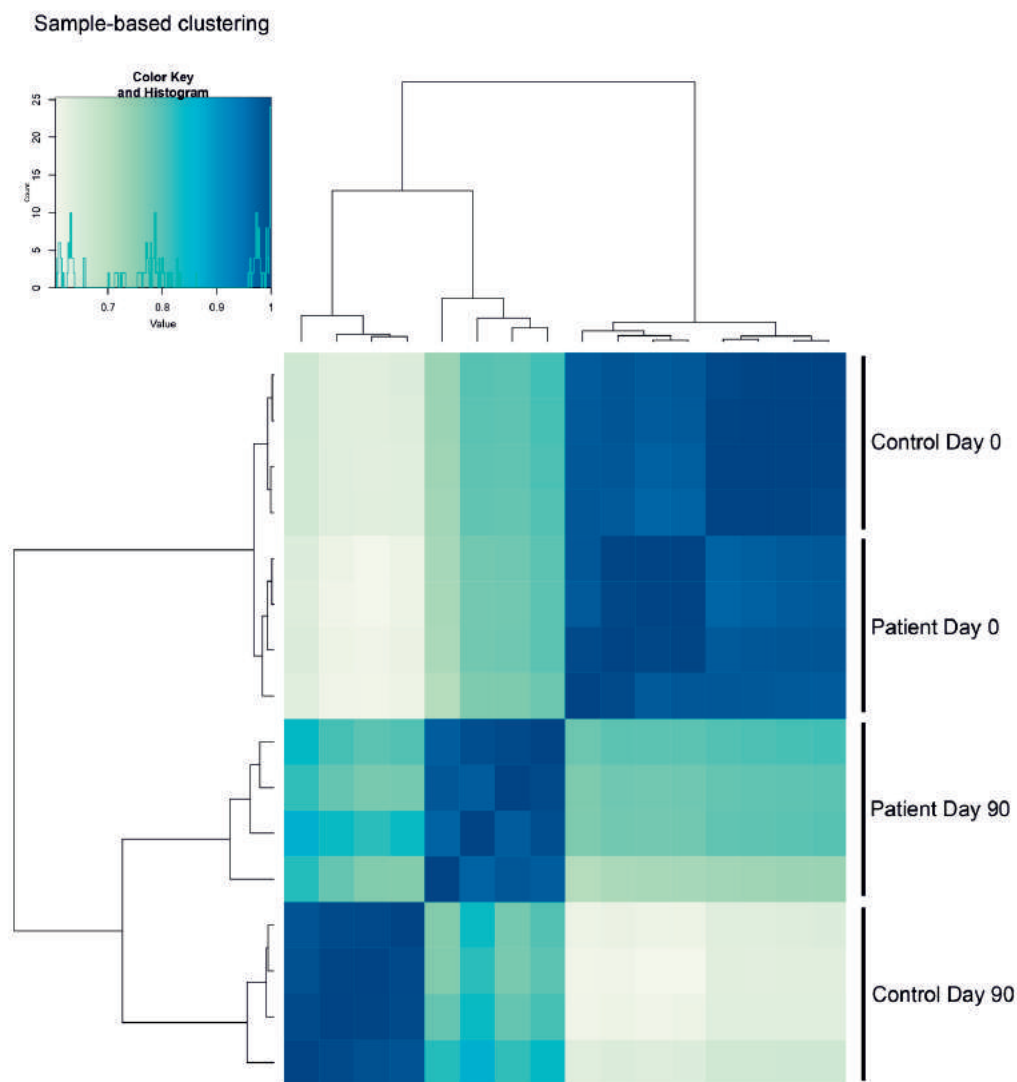 Sample-based clustering
Color Key
and Histogram
25
20
15
10
5
0
Count
0.7
0.8
0.9
1
Value
Control Day 0
Patient Day 0
Patient Day 90
Control Day 90